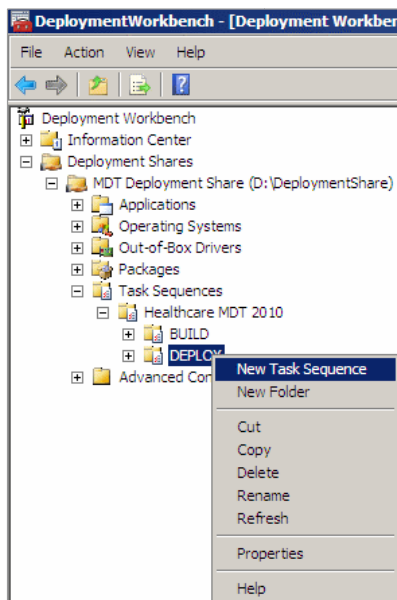 DeploymentWorkbench - [Deployment Workben
File Action View Help
Deployment Workbench
Information Center
Deployment Shares
MDT Deployment Share (D:\DeploymentShare)
Applications
Operating Systems
Out-of-Box Drivers
Packages
Task Sequences
Healthcare MDT 2010
BUILD
DEPLOY
New Task Sequence
Advanced Con
New Folder
Cut
Copy
Delete
Rename
Refresh
Properties
Help